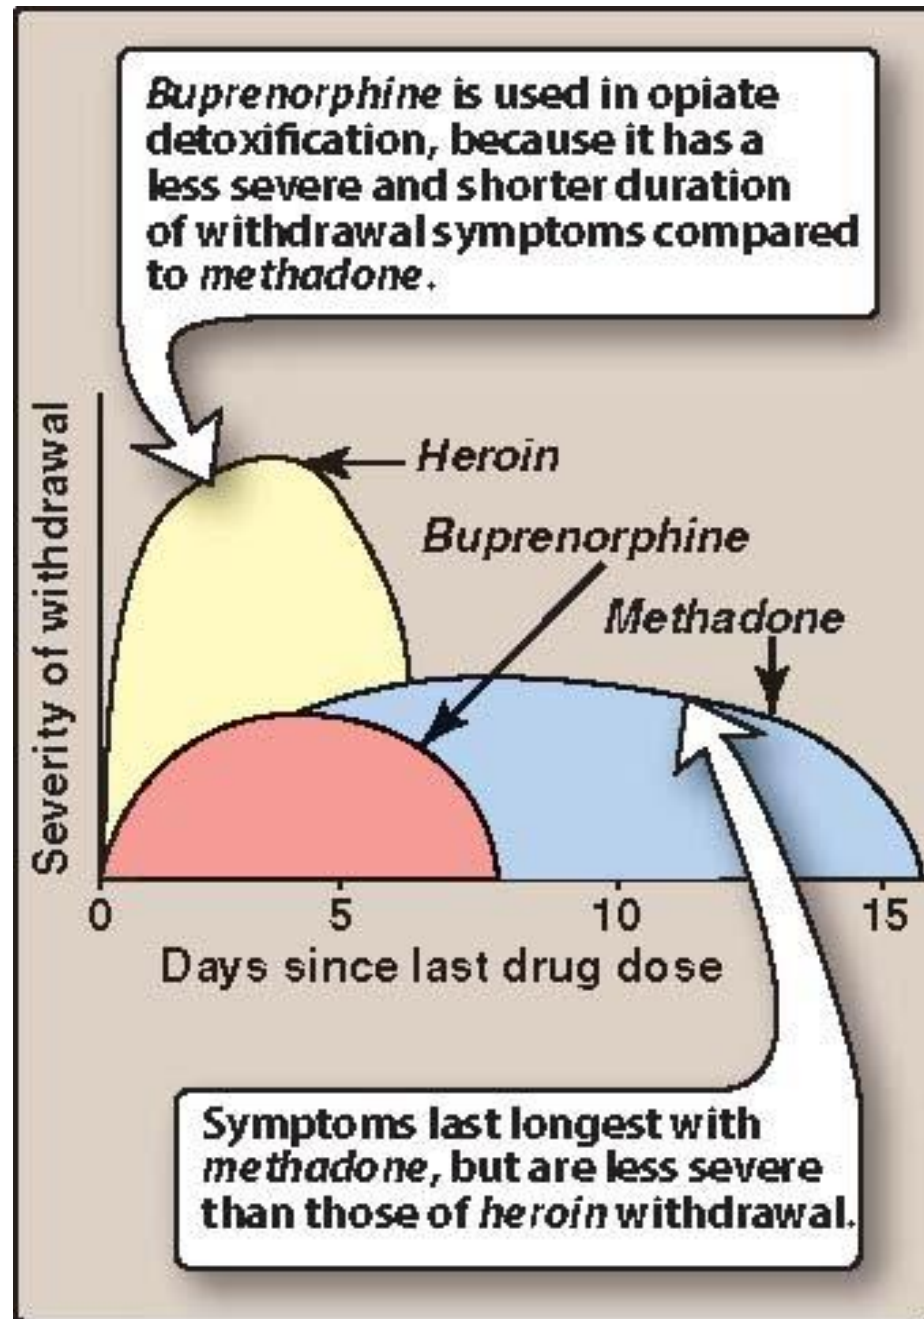 Buprenorphine is used in opiate
detoxification, because it has a
less severe and shorter duration
of withdrawal symptoms compared
to methadone.
Severity of withdrawal
Heroin
Buprenorphine
Methadone
0 5 10 15
Days since last drug dose
Symptoms last longest with
methadone, but are less severe
than those of heroin withdrawal.